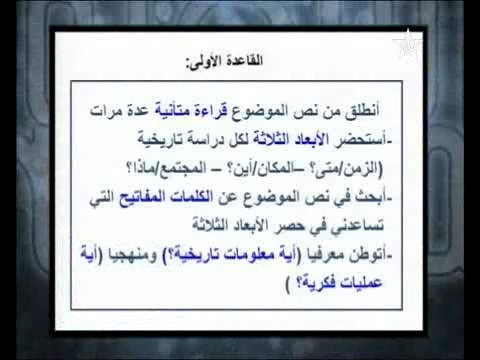 القاعدة الأولى:
أنطلق من نص الموضوع قراءة متأنية عدة مرات
-أستحضر الأبعاد الثلاثة لكل دراسة تاريخية
(الزمن/متى؟ –المكان/أين؟ – المجتمع/ماذا؟
-أبحث في نص الموضوع عن الكلمات المفاتيح التي
تساعدني في حصر الأبعاد الثلاثة
-أتوطن معرفيا (أية معلومات تاريخية؟) ومنهجيا (أية
عمليات فكرية؟ )